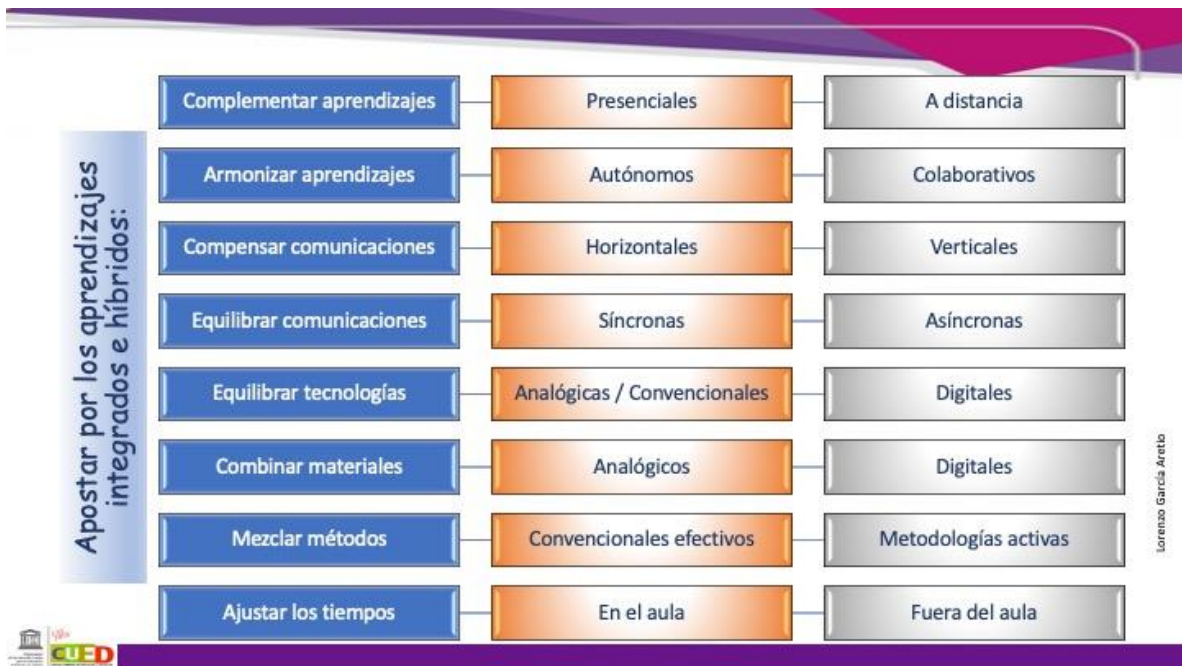 Apostar por los aprendizajes
integrados e híbridos:
Complementar aprendizajes
Presenciales
A distancia
Armonizar aprendizajes
Autónomos
Colaborativos
Compensar comunicaciones
Horizontales
Verticales
Equilibrar comunicaciones
Síncronas
Asíncronas
Equilibrar tecnologías
Analógicas / Convencionales
Digitales
Combinar materiales
Analógicos
Digitales
Mezclar métodos
Convencionales efectivos
Metodologías activas
Ajustar los tiempos
En el aula
Fuera del aula
Lorenzo García Aretio
CUED